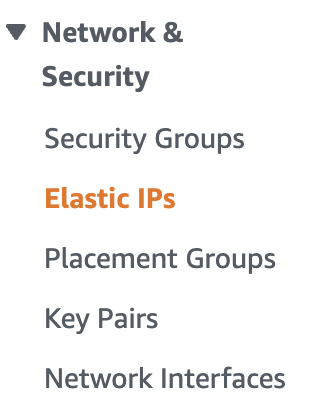 Network &
Security
Security Groups
Elastic IPs
Placement Groups
Key Pairs
Network Interfaces